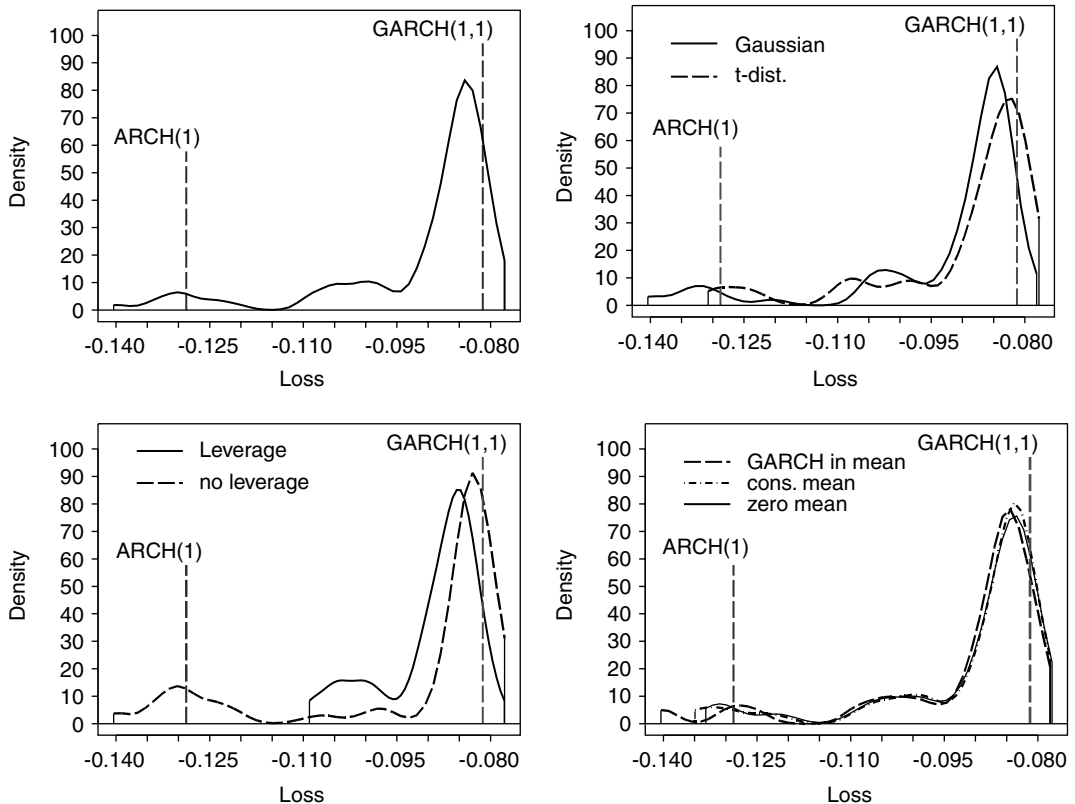 100
90
80
70
60
50
40
30
20
10
0
Density
GARCH(1,1)
ARCH(1)
-0.140
-0.125
-0.110
-0.095
-0.080
Loss
100
90
80
70
60
50
40
30
20
10
0
Density
GARCH(1,1)
Gaussian
t-dist.
ARCH(1)
-0.140
-0.125
-0.110
-0.095
-0.080
Loss
100
90
80
70
60
50
40
30
20
10
0
Density
GARCH(1,1)
Leverage
no leverage
ARCH(1)
-0.140
-0.125
-0.110
-0.095
-0.080
Loss
100
90
80
70
60
50
40
30
20
10
0
Density
GARCH(1,1)
GARCH in mean
cons. mean
zero mean
ARCH(1)
-0.140
-0.125
-0.110
-0.095
-0.080
Loss